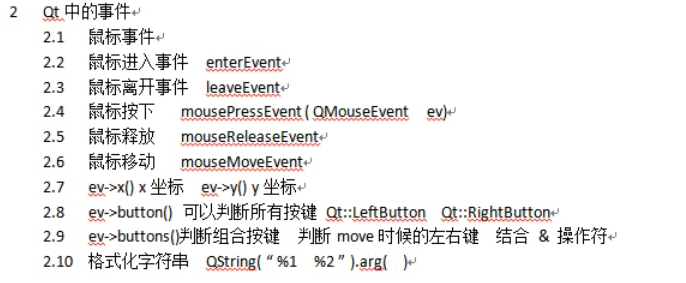 2 Qt 中的事件
2.1 鼠标事件
2.2 鼠标进入事件 enterEvent
2.3 鼠标离开事件 leaveEvent
2.4 鼠标按下 mousePressEvent ( QMouseEvent ev)
2.5 鼠标释放 mouseReleaseEvent
2.6 鼠标移动 mouseMoveEvent
2.7 ev->x() x 坐标 ev->y() y 坐标
2.8 ev->button() 可以判断所有按键 Qt::LeftButton Qt::RightButton
2.9 ev->buttons()判断组合按键 判断 move 时候的左右键 结合 & 操作符
2.10 格式化字符串 QString( “ %1 %2 ” ).arg( )